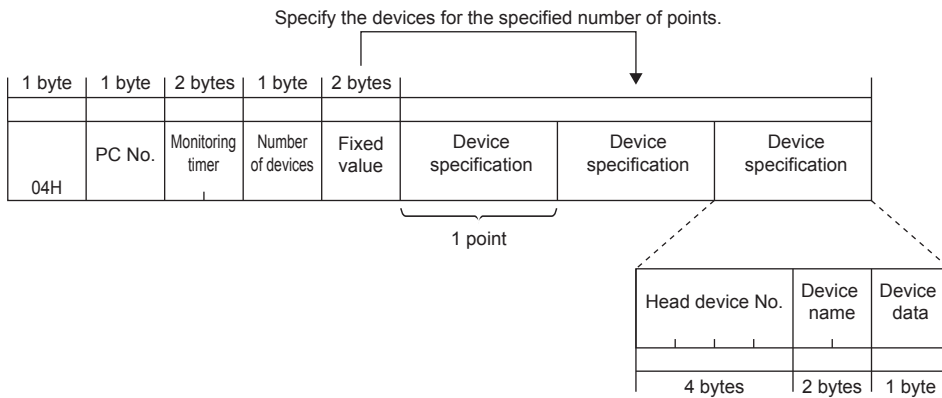 Specify the devices for the specified number of points.
1 byte 1 byte 2 bytes 1 byte 2 bytes
04H
PC No.
Monitoring
timer
Number
of devices
Fixed
value
Device
specification
Device
specification
Device
specification
1 point
Head device No.
Device
name
Device
data
4 bytes 2 bytes 1 byte